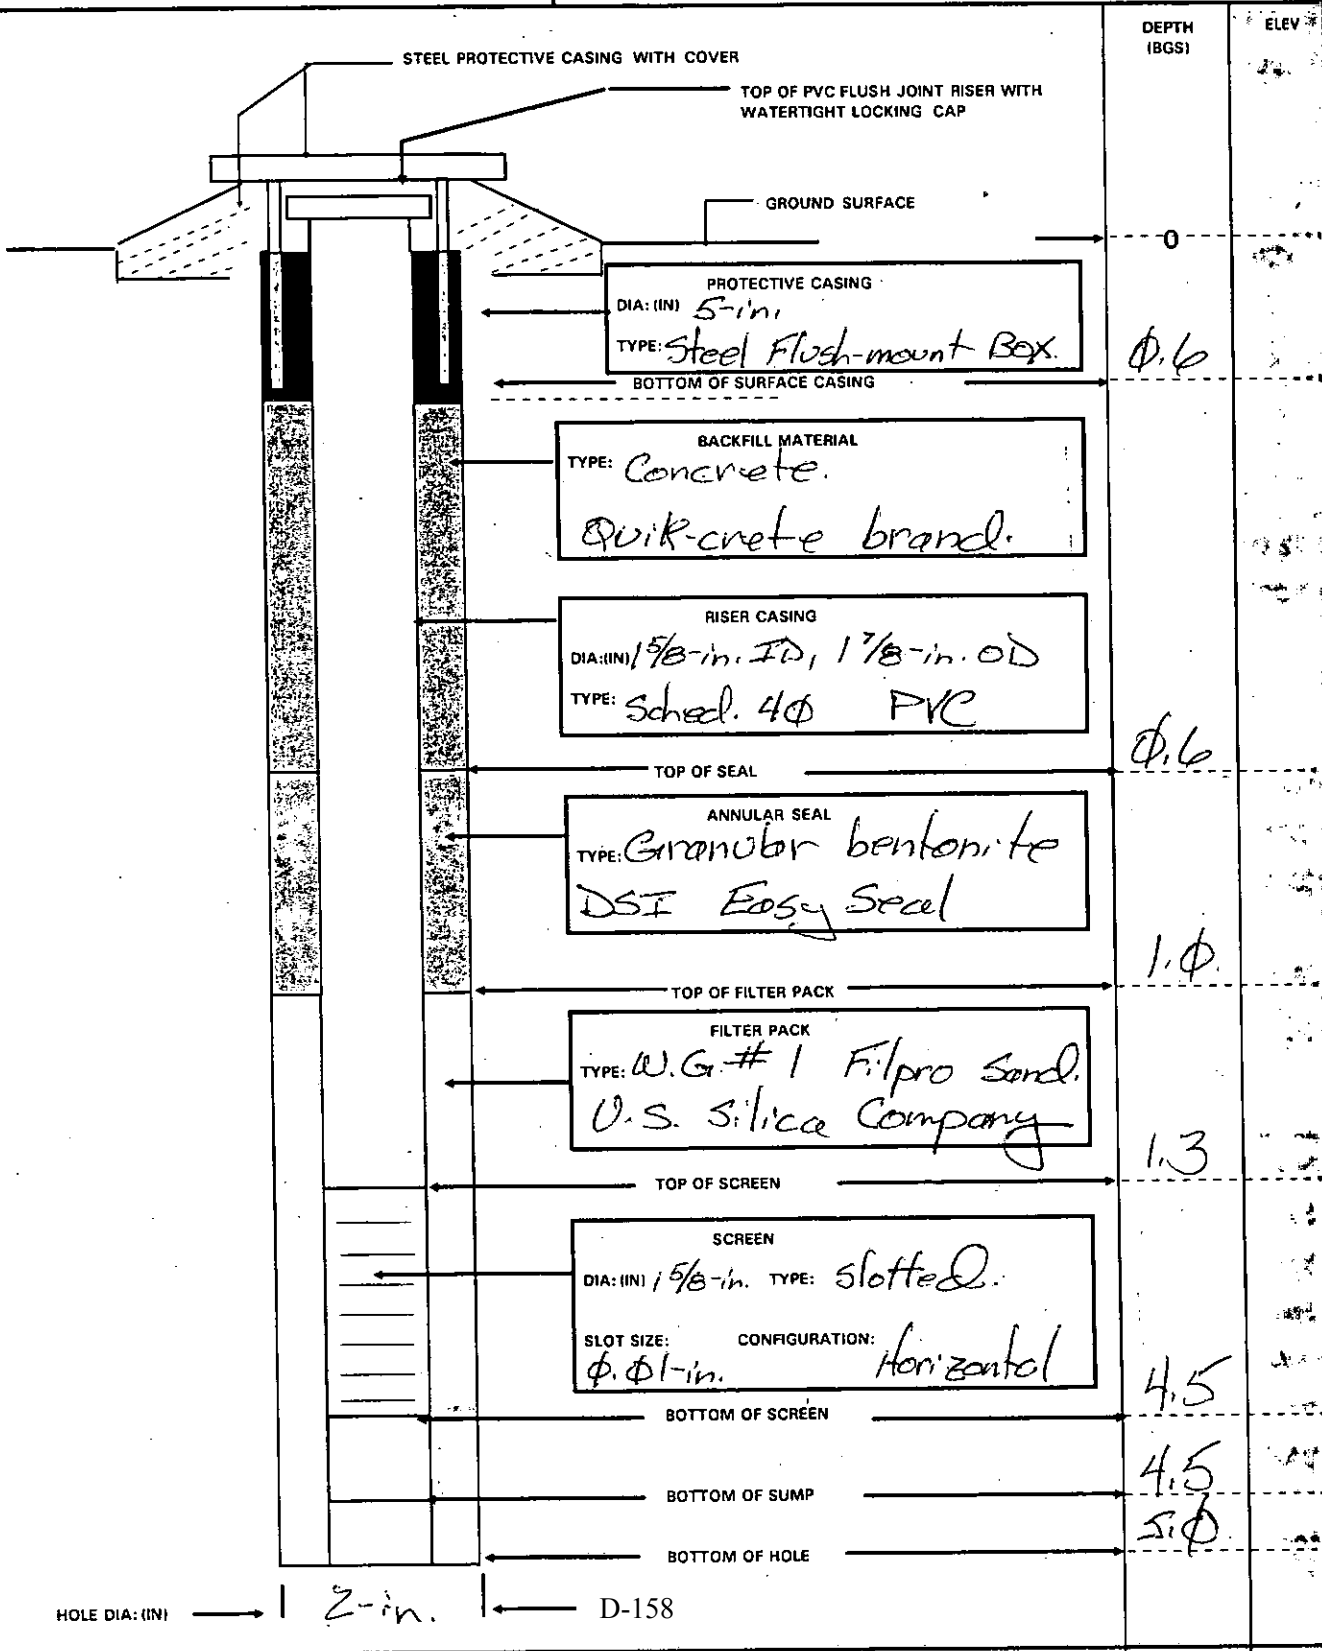 DEPTH
(BGS)
ELEV
STEEL PROTECTIVE CASING WITH COVER
TOP OF PVC FLUSH JOINT RISER WITH
WATERTIGHT LOCKING CAP
GROUND SURFACE
0
PROTECTIVE CASING
DIA: (IN) 5-in.
TYPE: Steel Flush-mount Box.
0.6
BOTTOM OF SURFACE CASING
BACKFILL MATERIAL
TYPE: Concrete.
Quik-crete brand.
RISER CASING
DIA:(IN) 1 5/8-in. ID, 1 7/8-in. OD
TYPE: Sched. 40 PVC
0.6
TOP OF SEAL
ANNULAR SEAL
TYPE: Granular bentonite
DSI Easy Seal
1.0
TOP OF FILTER PACK
FILTER PACK
TYPE: W.G. # 1 Filpro Sand.
U.S. Silica Company
1.3
TOP OF SCREEN
SCREEN
DIA: (IN) 1 5/8-in. TYPE: Slotted.
SLOT SIZE: CONFIGURATION:
0.01-in. Horizontal
4.5
BOTTOM OF SCREEN
4.5
BOTTOM OF SUMP
5.0
BOTTOM OF HOLE
HOLE DIA: (IN) 2-in. D-158